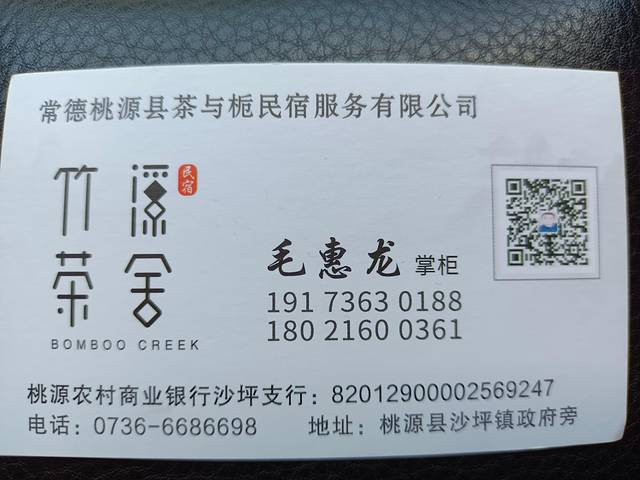 常德桃源县茶与栀民宿服务有限公司
竹溪
民宿
茶舍
BOMBOO CREEK
毛惠龙 掌柜
191 7363 0188
180 2160 0361
桃源农村商业银行沙坪支行：82012900002569247
电话：0736-6686698 地址：桃源县沙坪镇政府旁